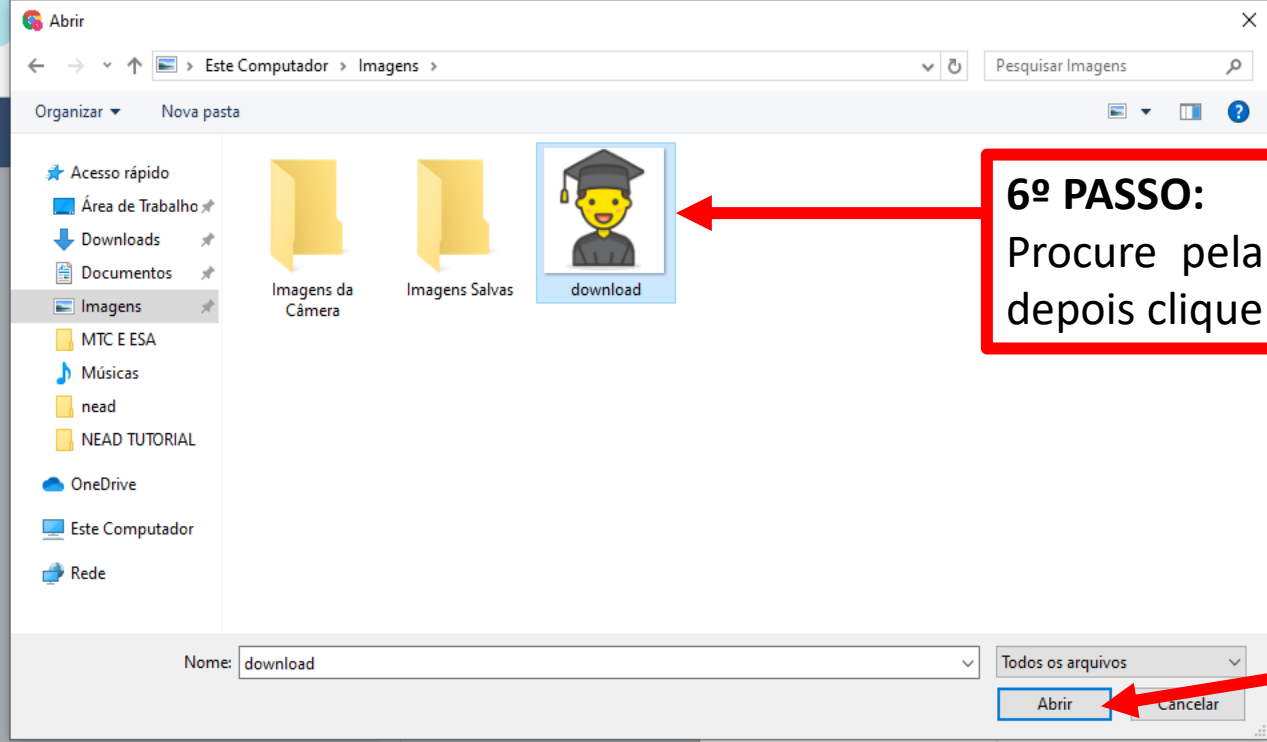 Abrir
Este Computador > Imagens >
Pesquisar Imagens
Organizar
Nova pasta
Acesso rápido
Área de Trabalho
Downloads
Documentos
Imagens
MTC E ESA
Músicas
nead
NEAD TUTORIAL
OneDrive
Este Computador
Rede
Imagens da
Câmera
Imagens Salvas
download
6º PASSO:
Procure pela
depois clique
Nome: download
Todos os arquivos
Abrir
Cancelar